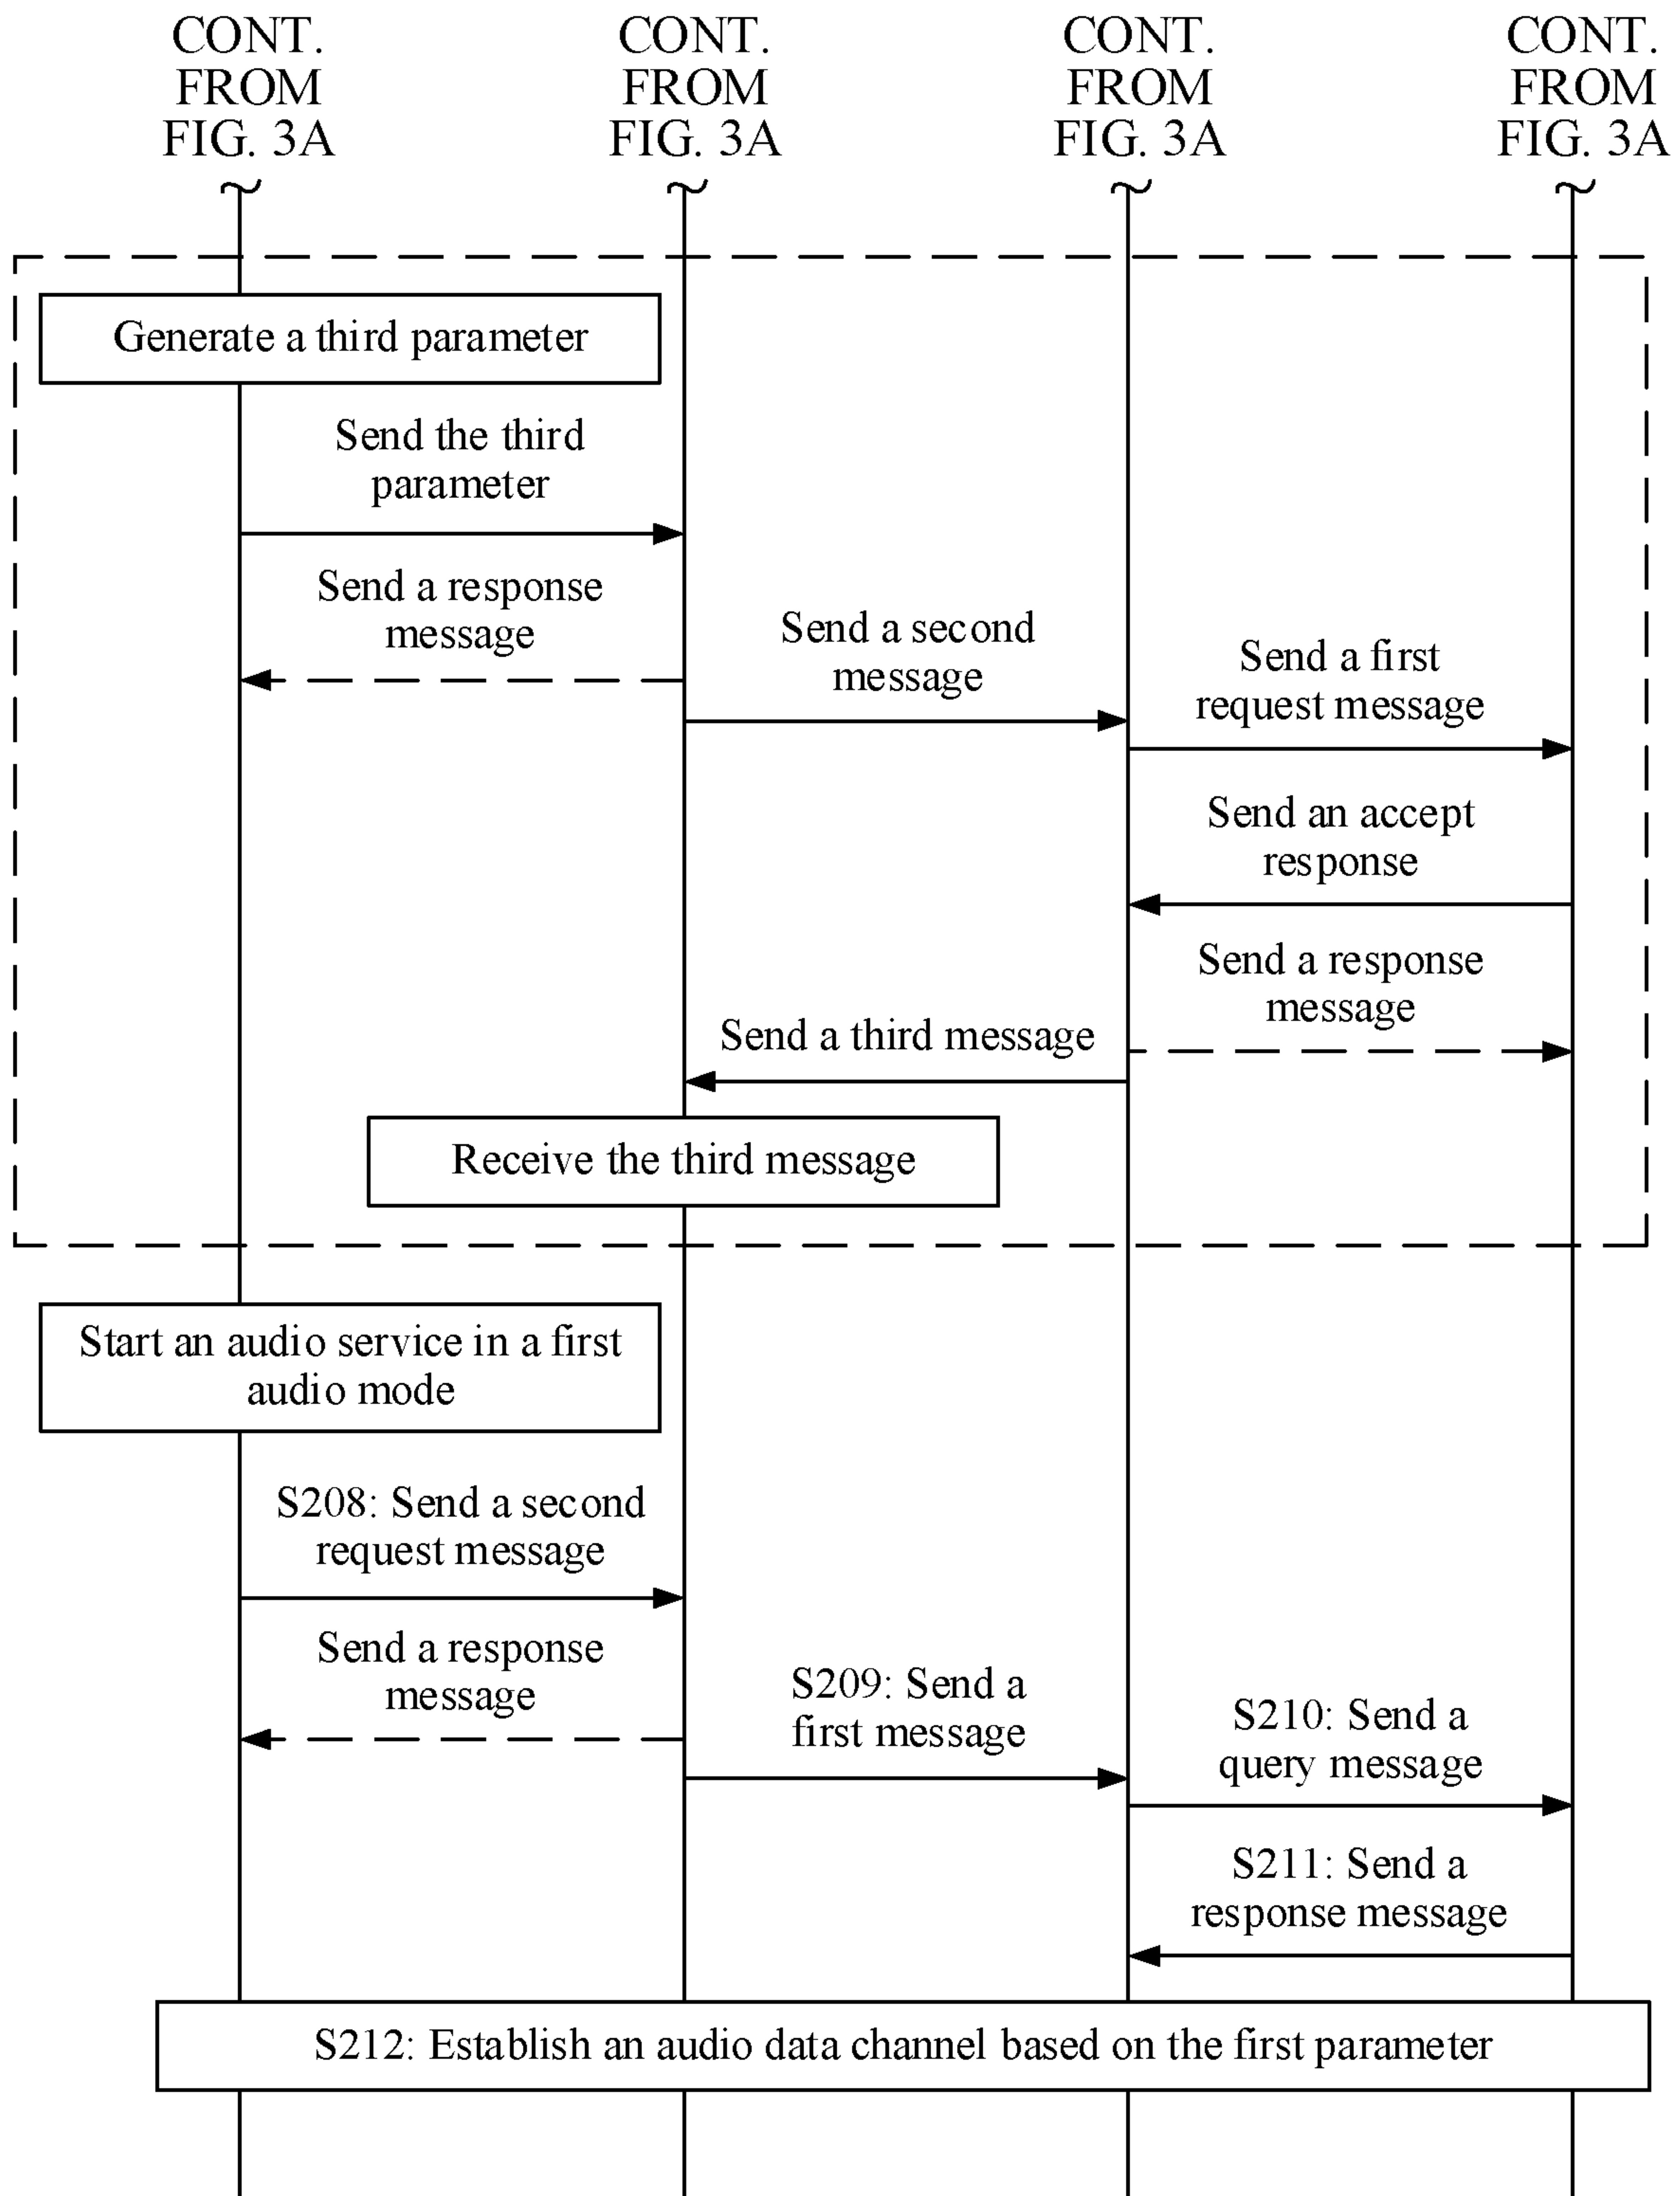 CONT.
FROM
FIG. 3A
CONT.
FROM
FIG. 3A
CONT.
FROM
FIG. 3A
CONT.
FROM
FIG. 3A
Generate a third parameter
Send the third
parameter
Send a response
message
Send a second
message
Send a first
request message
Send an accept
response
Send a response
message
Send a third message
Receive the third message
Start an audio service in a first
audio mode
S208: Send a second
request message
Send a response
message
S209: Send a
first message
S210: Send a
query message
S211: Send a
response message
S212: Establish an audio data channel based on the first parameter